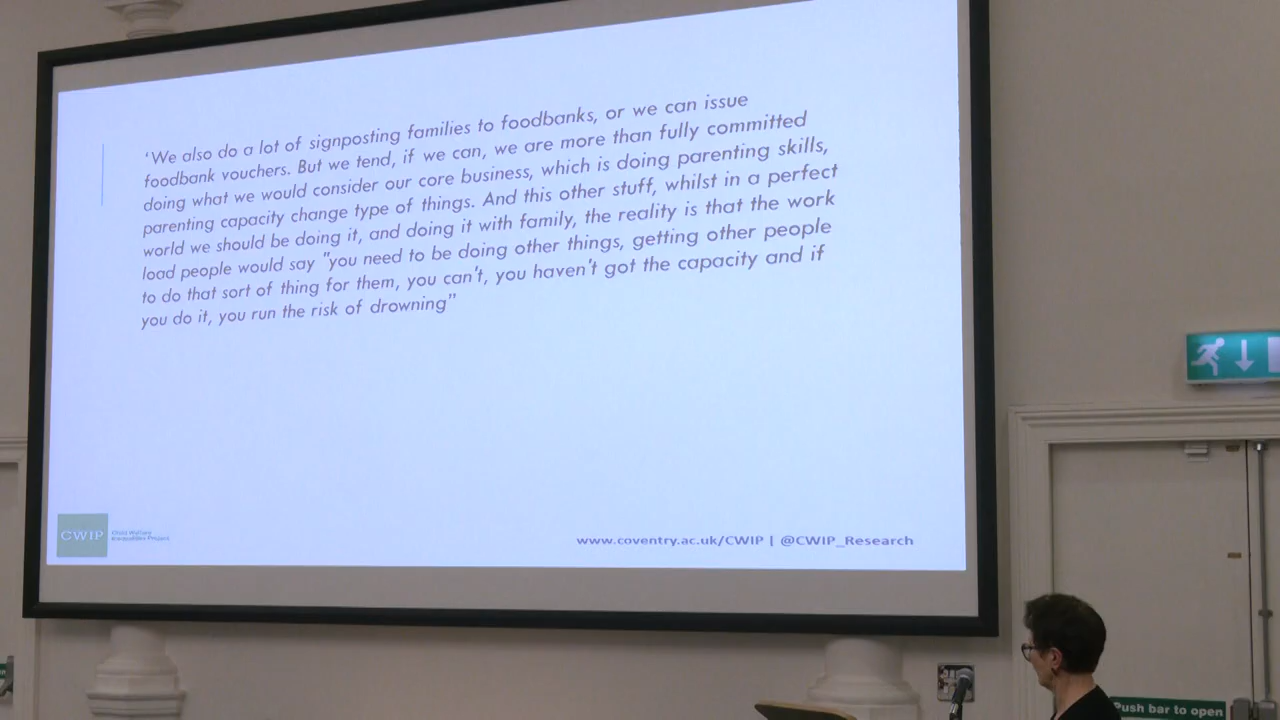 'We also do a lot of signposting families to foodbanks, or we can issue
foodbank vouchers. But we tend, if we can, we are more than fully committed
doing what we would consider our core business, which is doing parenting skills,
parenting capacity change type of things. And this other stuff, whilst in a perfect
world we should be doing it, and doing it with family, the reality is that the work
load people would say "you need to be doing other things, getting other people
to do that sort of thing for them, you can't, you haven't got the capacity and if
you do it, you run the risk of drowning"
CWIP
Child Welfare
Inequalities Project
www.coventry.ac.uk/CWIP | @CWIP_Research
Push bar to open